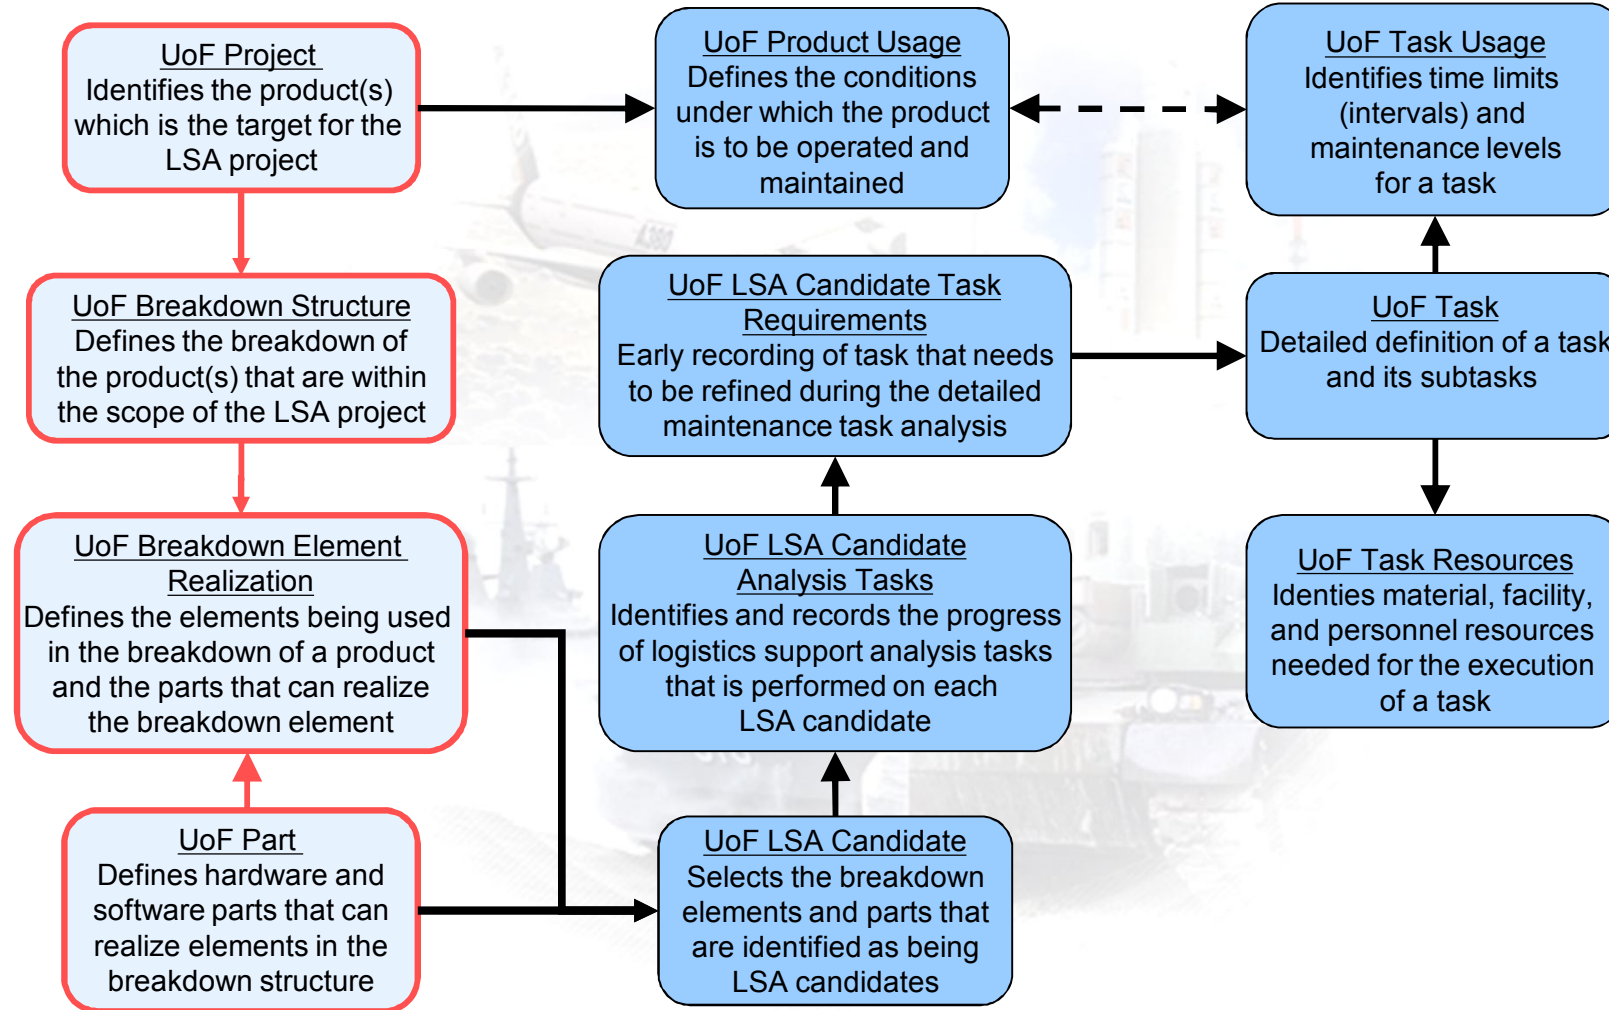 UoF Project
Identifies the product(s)
which is the target for the
LSA project
UoF Product Usage
Defines the conditions
under which the product
is to be operated and
maintained
UoF Task Usage
Identifies time limits
(intervals) and
maintenance levels
for a task
UoF Breakdown Structure
Defines the breakdown of
the product(s) that are within
the scope of the LSA project
UoF LSA Candidate Task
Requirements
Early recording of task that needs
to be refined during the detailed
maintenance task analysis
UoF Task
Detailed definition of a task
and its subtasks
UoF Breakdown Element
Realization
Defines the elements being used
in the breakdown of a product
and the parts that can realize
the breakdown element
UoF LSA Candidate
Analysis Tasks
Identifies and records the progress
of logistics support analysis tasks
that is performed on each
LSA candidate
UoF Task Resources
Identies material, facility,
and personnel resources
needed for the execution
of a task
UoF Part
Defines hardware and
software parts that can
realize elements in the
breakdown structure
UoF LSA Candidate
Selects the breakdown
elements and parts that
are identified as being
LSA candidates
A380